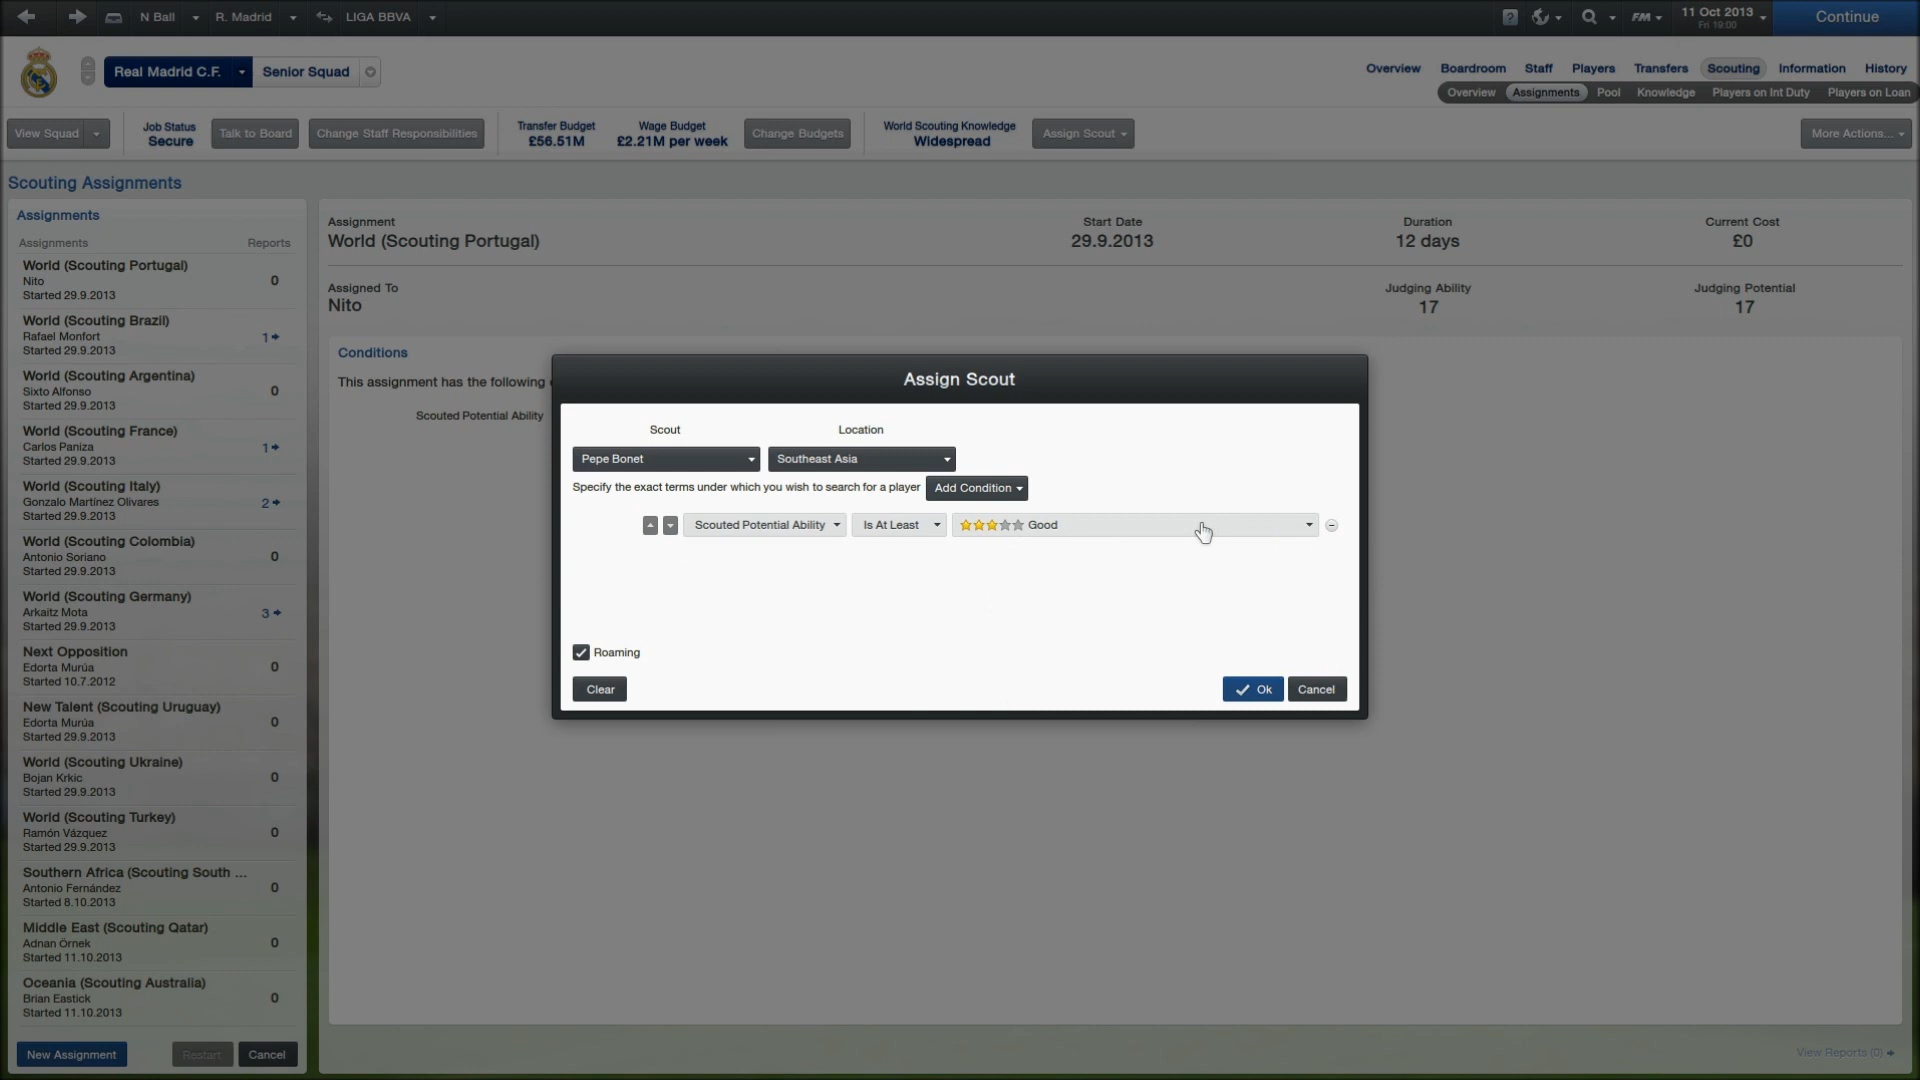 N Ball
R. Madrid
LIGA BBVA
FM
11 Oct 2013
Fri 19:00
Continue
Real Madrid C.F.
Senior Squad
Overview
Boardroom
Staff
Players
Transfers
Scouting
Information
History
Overview
Assignments
Pool
Knowledge
Players on Int Duty
Players on Loan
View Squad
Job Status
Secure
Talk to Board
Change Staff Responsibilities
Transfer Budget
£56.51M
Wage Budget
£2.21M per week
Change Budgets
World Scouting Knowledge
Widespread
Assign Scout
More Actions...
Scouting Assignments
Assignments
Assignments Reports
World (Scouting Portugal)
Nito 0
Started 29.9.2013
World (Scouting Brazil)
Rafael Monfort 1
Started 29.9.2013
World (Scouting Argentina)
Sixto Alfonso 0
Started 29.9.2013
World (Scouting France)
Carlos Paniza 1
Started 29.9.2013
World (Scouting Italy)
Gonzalo Martínez Olivares 2
Started 29.9.2013
World (Scouting Colombia)
Antonio Soriano 0
Started 29.9.2013
World (Scouting Germany)
Arkaitz Mota 3
Started 29.9.2013
Next Opposition
Edorta Murúa 0
Started 10.7.2012
New Talent (Scouting Uruguay)
Edorta Murúa 0
Started 29.9.2013
World (Scouting Ukraine)
Bojan Krkic 0
Started 29.9.2013
World (Scouting Turkey)
Ramón Vázquez 0
Started 29.9.2013
Southern Africa (Scouting South ...
Antonio Fernández 0
Started 8.10.2013
Middle East (Scouting Qatar)
Adnan Örnek 0
Started 11.10.2013
Oceania (Scouting Australia)
Brian Eastick 0
Started 11.10.2013
New Assignment
Restart
Cancel
Assignment
World (Scouting Portugal)
Start Date
29.9.2013
Duration
12 days
Current Cost
£0
Assigned To
Nito
Judging Ability
17
Judging Potential
17
Conditions
This assignment has the following
Scouted Potential Ability
Assign Scout
Scout
Location
Pepe Bonet
Southeast Asia
Specify the exact terms under which you wish to search for a player
Add Condition
Scouted Potential Ability
Is At Least
Good
Roaming
Clear
Ok
Cancel
View Reports (0)